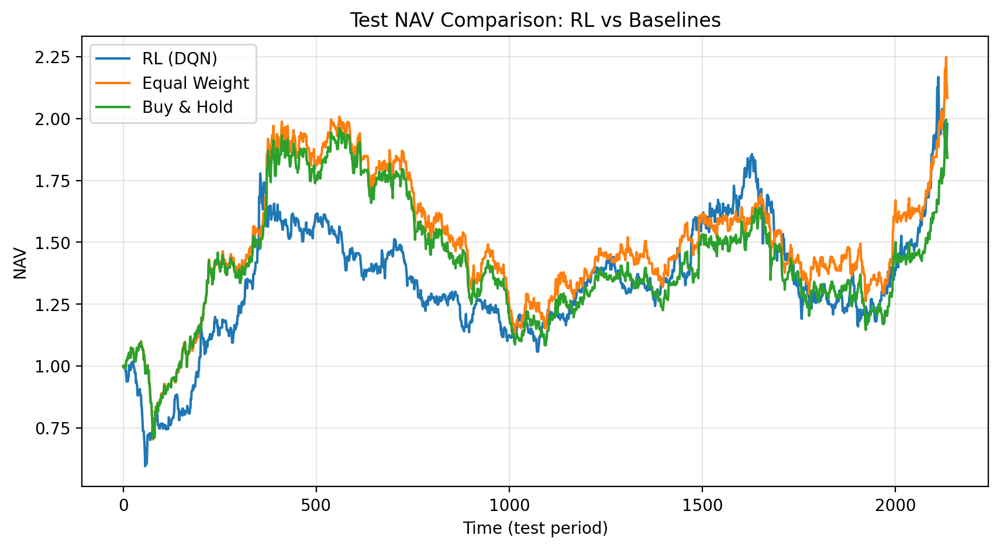 Test NAV Comparison: RL vs Baselines
RL (DQN)
Equal Weight
Buy & Hold
NAV
2.25
2.00
1.75
1.50
1.25
1.00
0.75
0
500
1000
1500
2000
Time (test period)